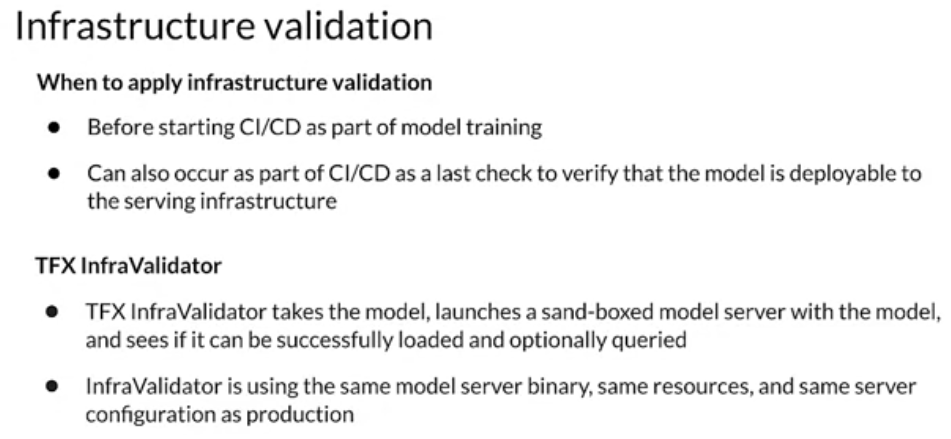 Infrastructure validation
When to apply infrastructure validation
● Before starting CI/CD as part of model training
● Can also occur as part of CI/CD as a last check to verify that the model is deployable to
the serving infrastructure
TFX InfraValidator
● TFX InfraValidator takes the model, launches a sand-boxed model server with the model,
and sees if it can be successfully loaded and optionally queried
● InfraValidator is using the same model server binary, same resources, and same server
configuration as production